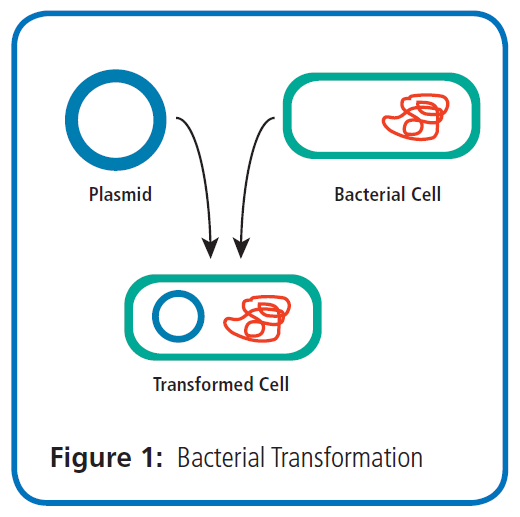 Plasmid
Bacterial Cell
Transformed Cell
Figure 1: Bacterial Transformation